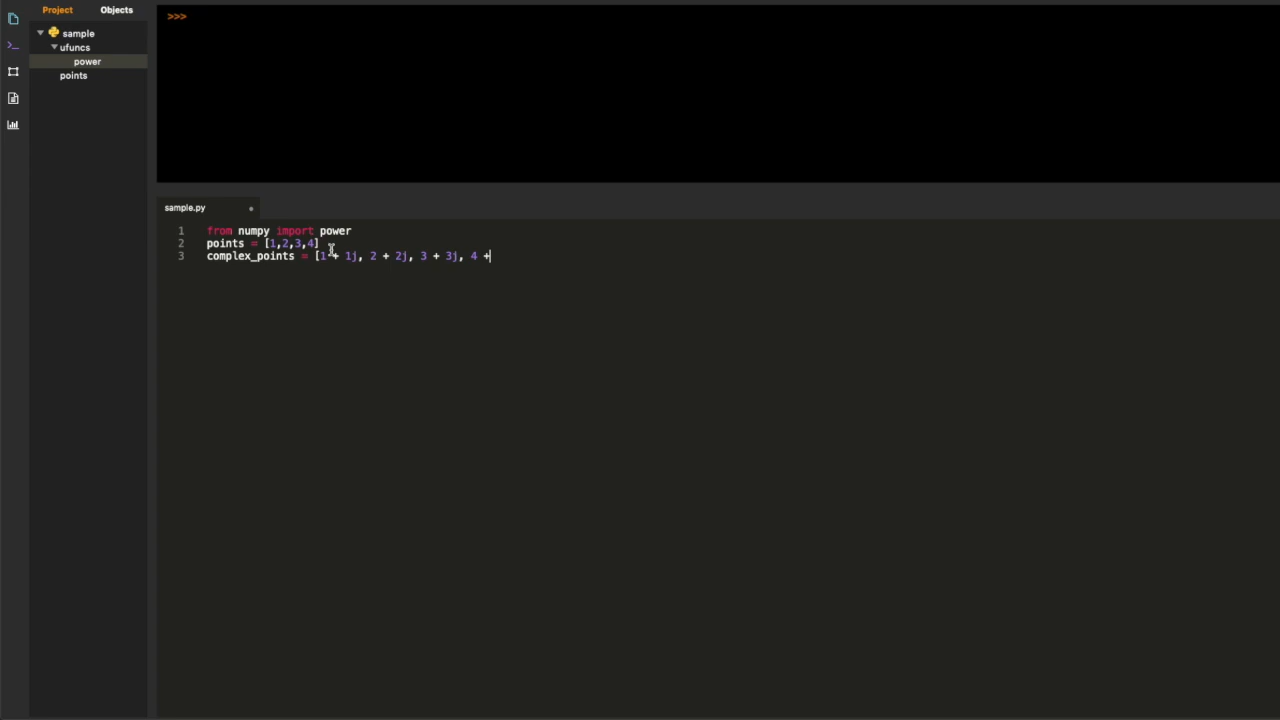 Project Objects
sample
ufuncs
power
points
>>>
sample.py
1 from numpy import power
2 points = [1,2,3,4]
3 complex_points = [1 + 1j, 2 + 2j, 3 + 3j, 4 +